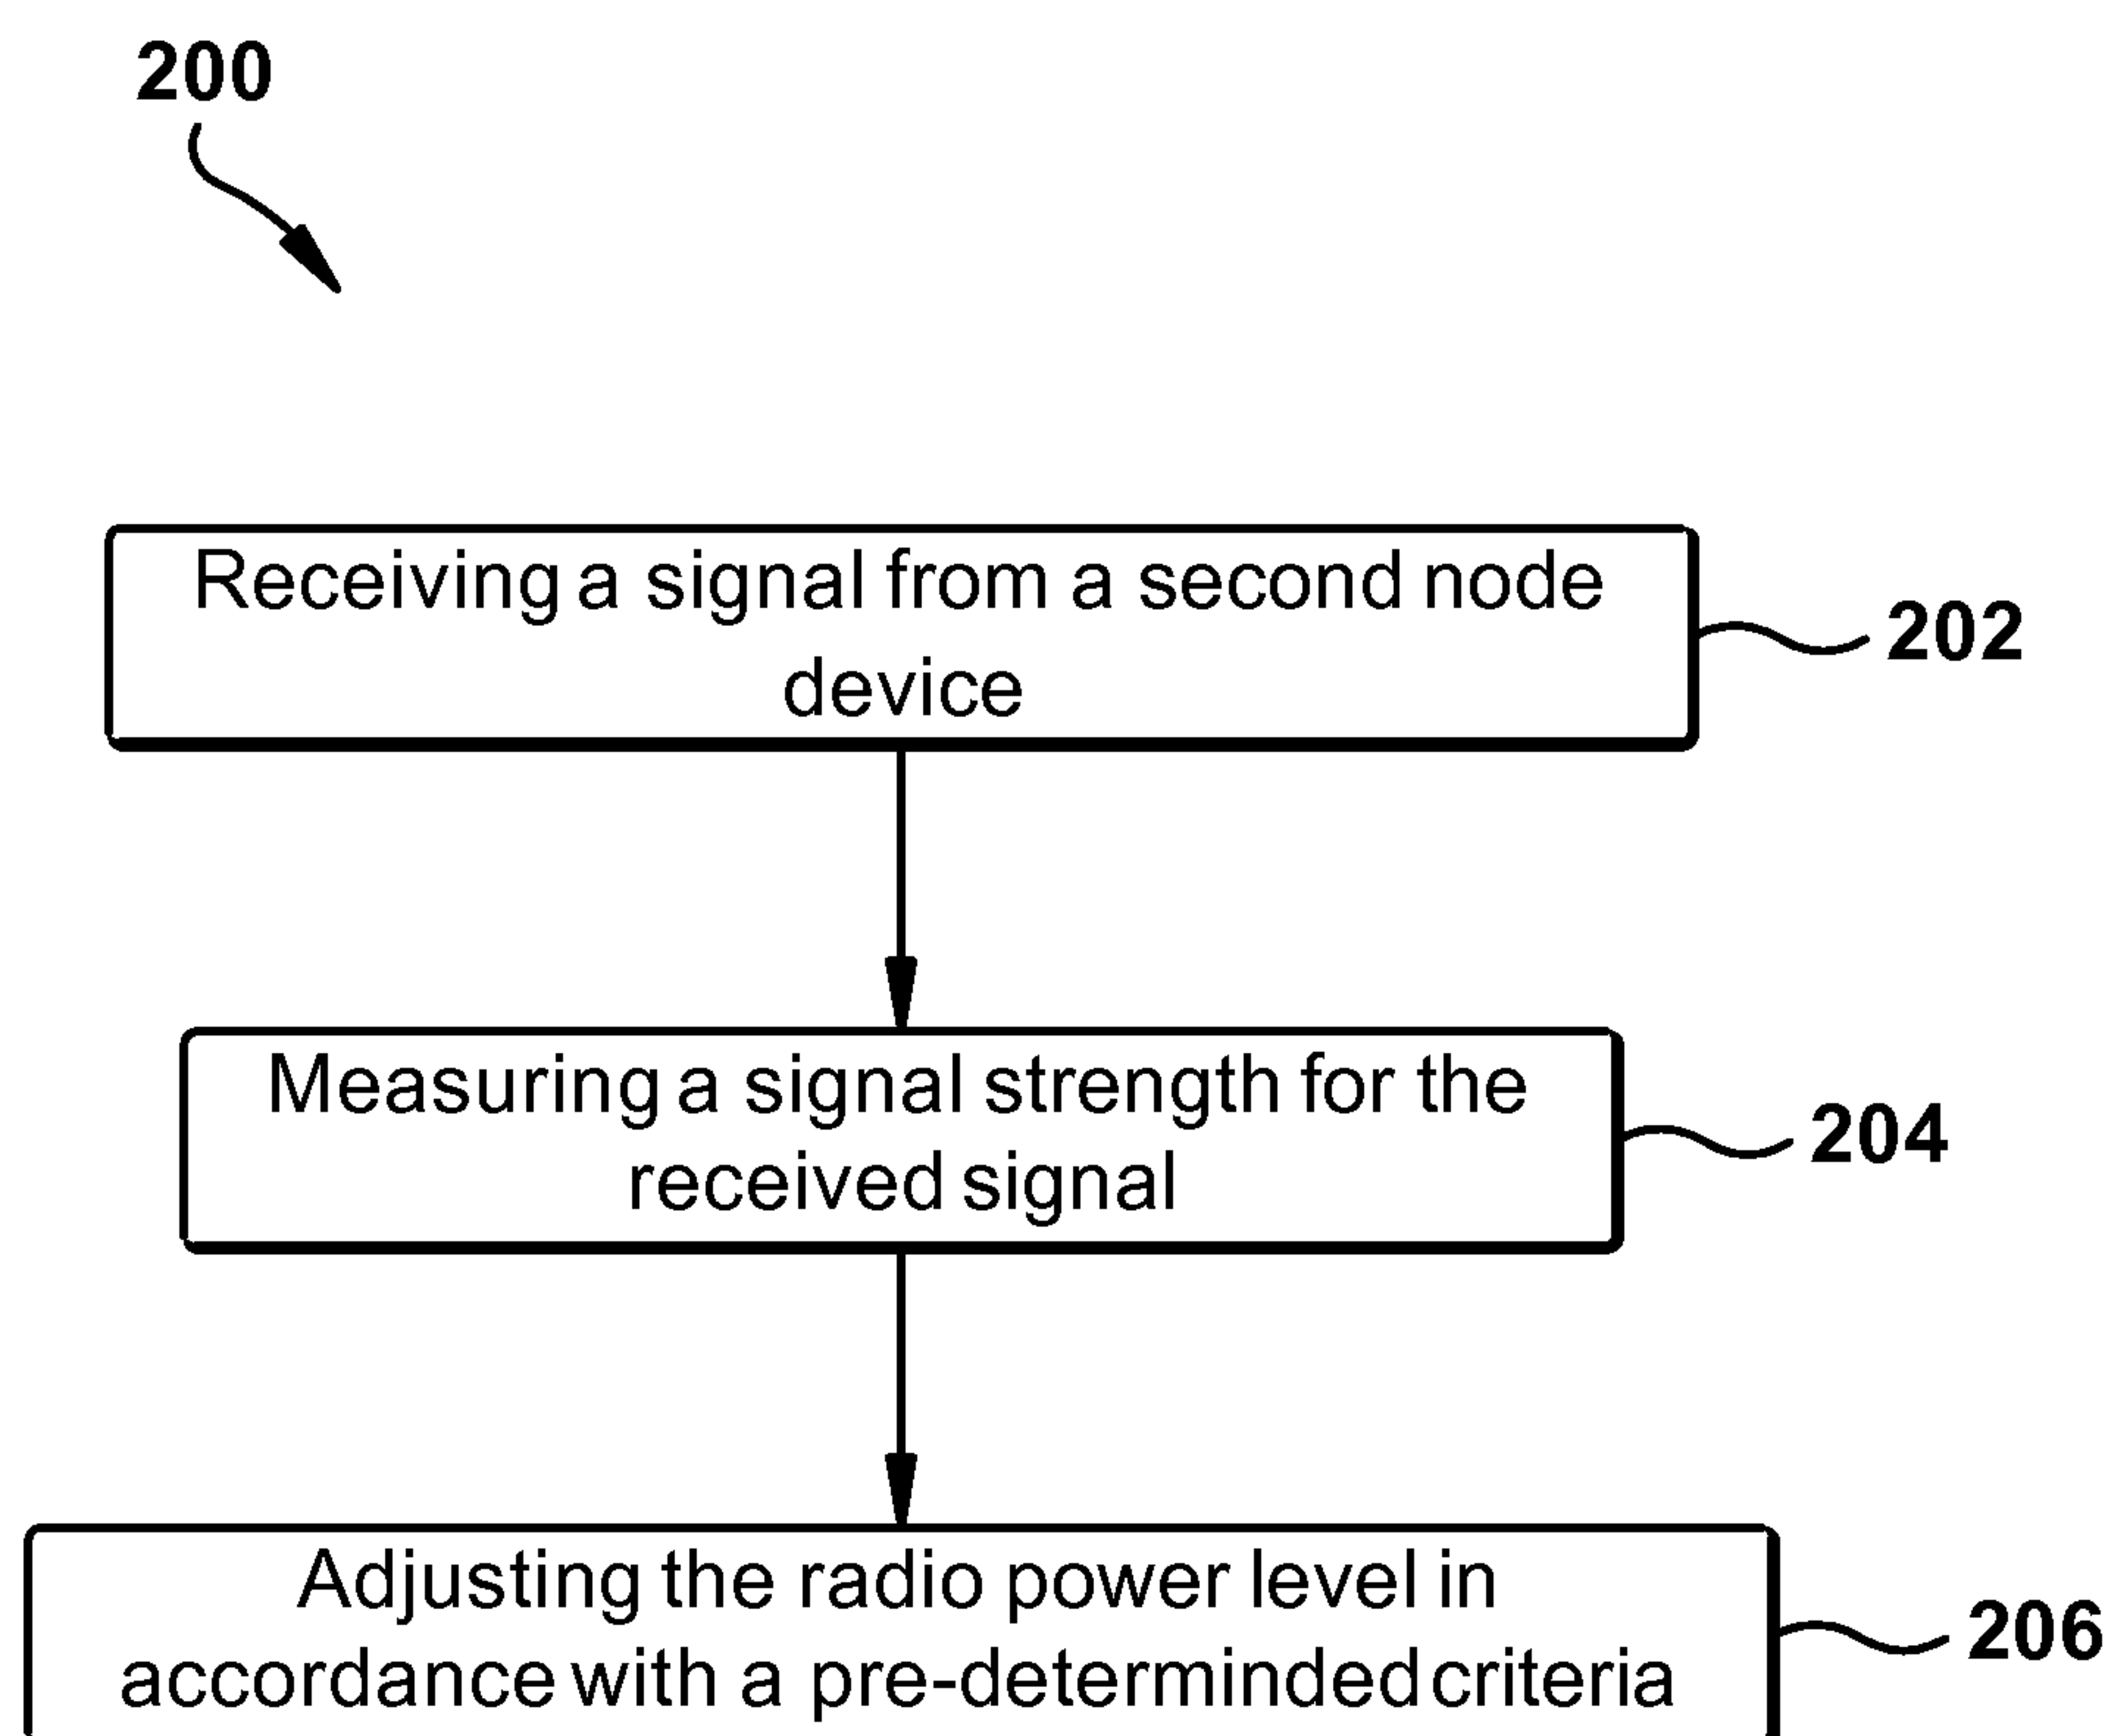 200
Receiving a signal from a second node
device
202
Measuring a signal strength for the
received signal
204
Adjusting the radio power level in
accordance with a pre-determinded criteria
206